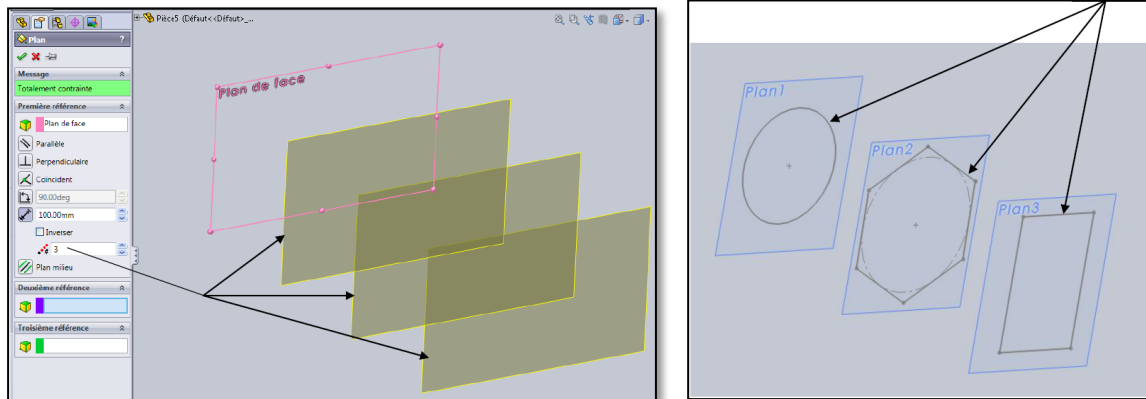 Pièce5 (Défaut<<Défaut>_...
Plan
?
Message
Totalement contrainte
Première référence
Plan de face
Parallèle
Perpendiculaire
Coïncident
90.00deg
100.00mm
Inverser
3
Plan milieu
Deuxième référence
Troisième référence
Plan de face
Plan1
Plan2
Plan3